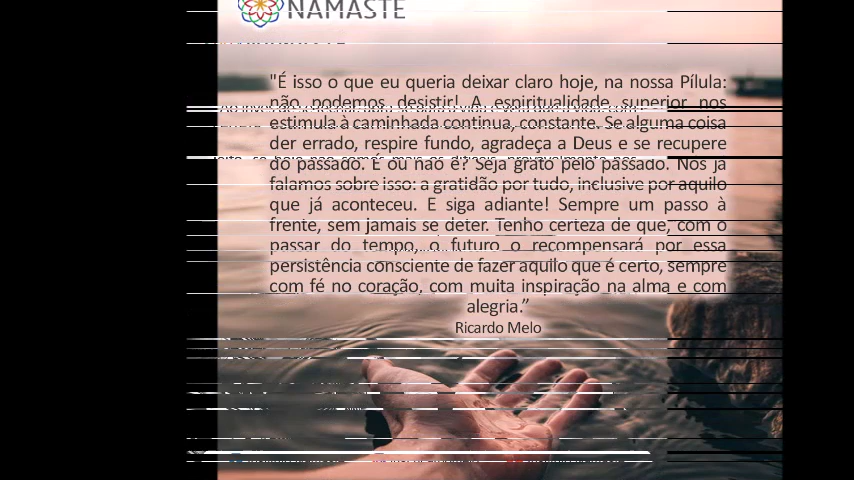 NAMASTÊ
"É isso o que eu queria deixar claro hoje, na nossa Pílula:
não podemos desistir! A espiritualidade superior nos
estimula à caminhada continua, constante. Se alguma coisa
der errado, respire fundo, agradeça a Deus e se recupere
do passado. E ou não é? Seja grato pelo passado. Nós já
falamos sobre isso: a gratidão por tudo, inclusive por aquilo
que já aconteceu. E siga adiante! Sempre um passo à
frente, sem jamais se deter. Tenho certeza de que, com o
passar do tempo, o futuro o recompensará por essa
persistência consciente de fazer aquilo que é certo, sempre
com fé no coração, com muita inspiração na alma e com
alegria.”
Ricardo Melo